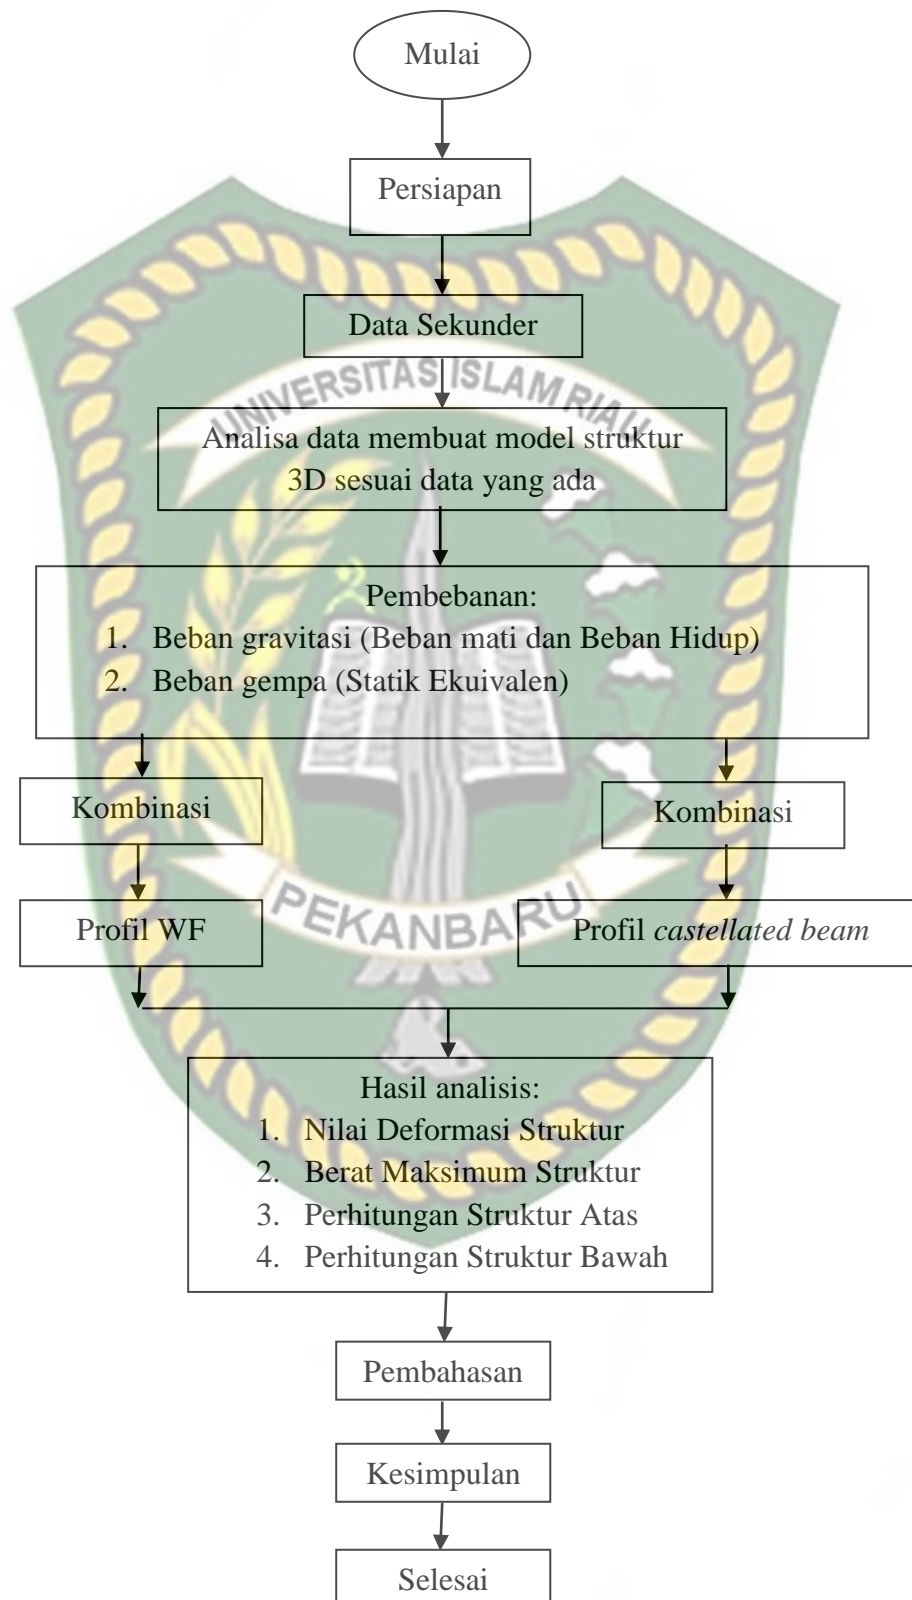 Mulai
Persiapan
Data Sekunder
UNIVERSITAS ISLAM RIAU
Analisa data membuat model struktur
3D sesuai data yang ada
Pembebanan:
1. Beban gravitasi (Beban mati dan Beban Hidup)
2. Beban gempa (Statik Ekuivalen)
Kombinasi
Kombinasi
PEKANBARU
Profil WF
Profil castellated beam
Hasil analisis:
1. Nilai Deformasi Struktur
2. Berat Maksimum Struktur
3. Perhitungan Struktur Atas
4. Perhitungan Struktur Bawah
Pembahasan
Kesimpulan
Selesai